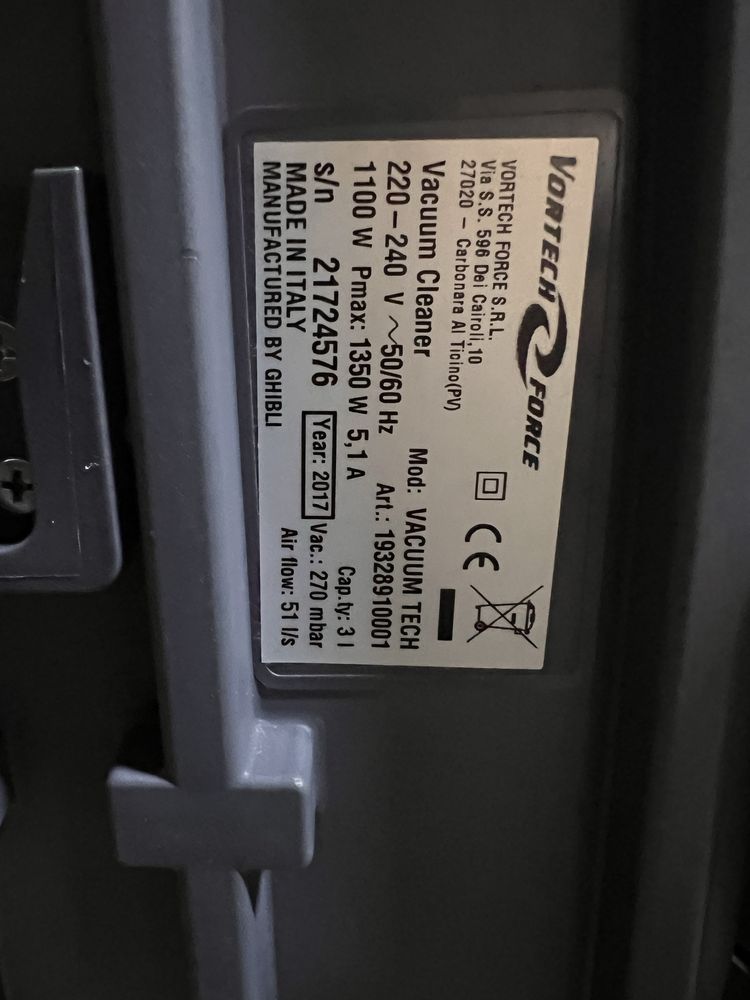 VORTECH FORCE
VORTECH FORCE S.R.L.
Via S.S. 596 Dei Cairoli,10
27020 – Carbonara Al Ticino(PV)
CE
Vacuum Cleaner Mod: VACUUM TECH
220–240 V ~50/60 Hz Art.: 19328910001
1100 W Pmax: 1350 W 5,1 A Cap.ty: 3 l
s/n 21724576 Year: 2017 Vac.: 270 mbar
MADE IN ITALY Air flow: 51 l/s
MANUFACTURED BY GHIBLI